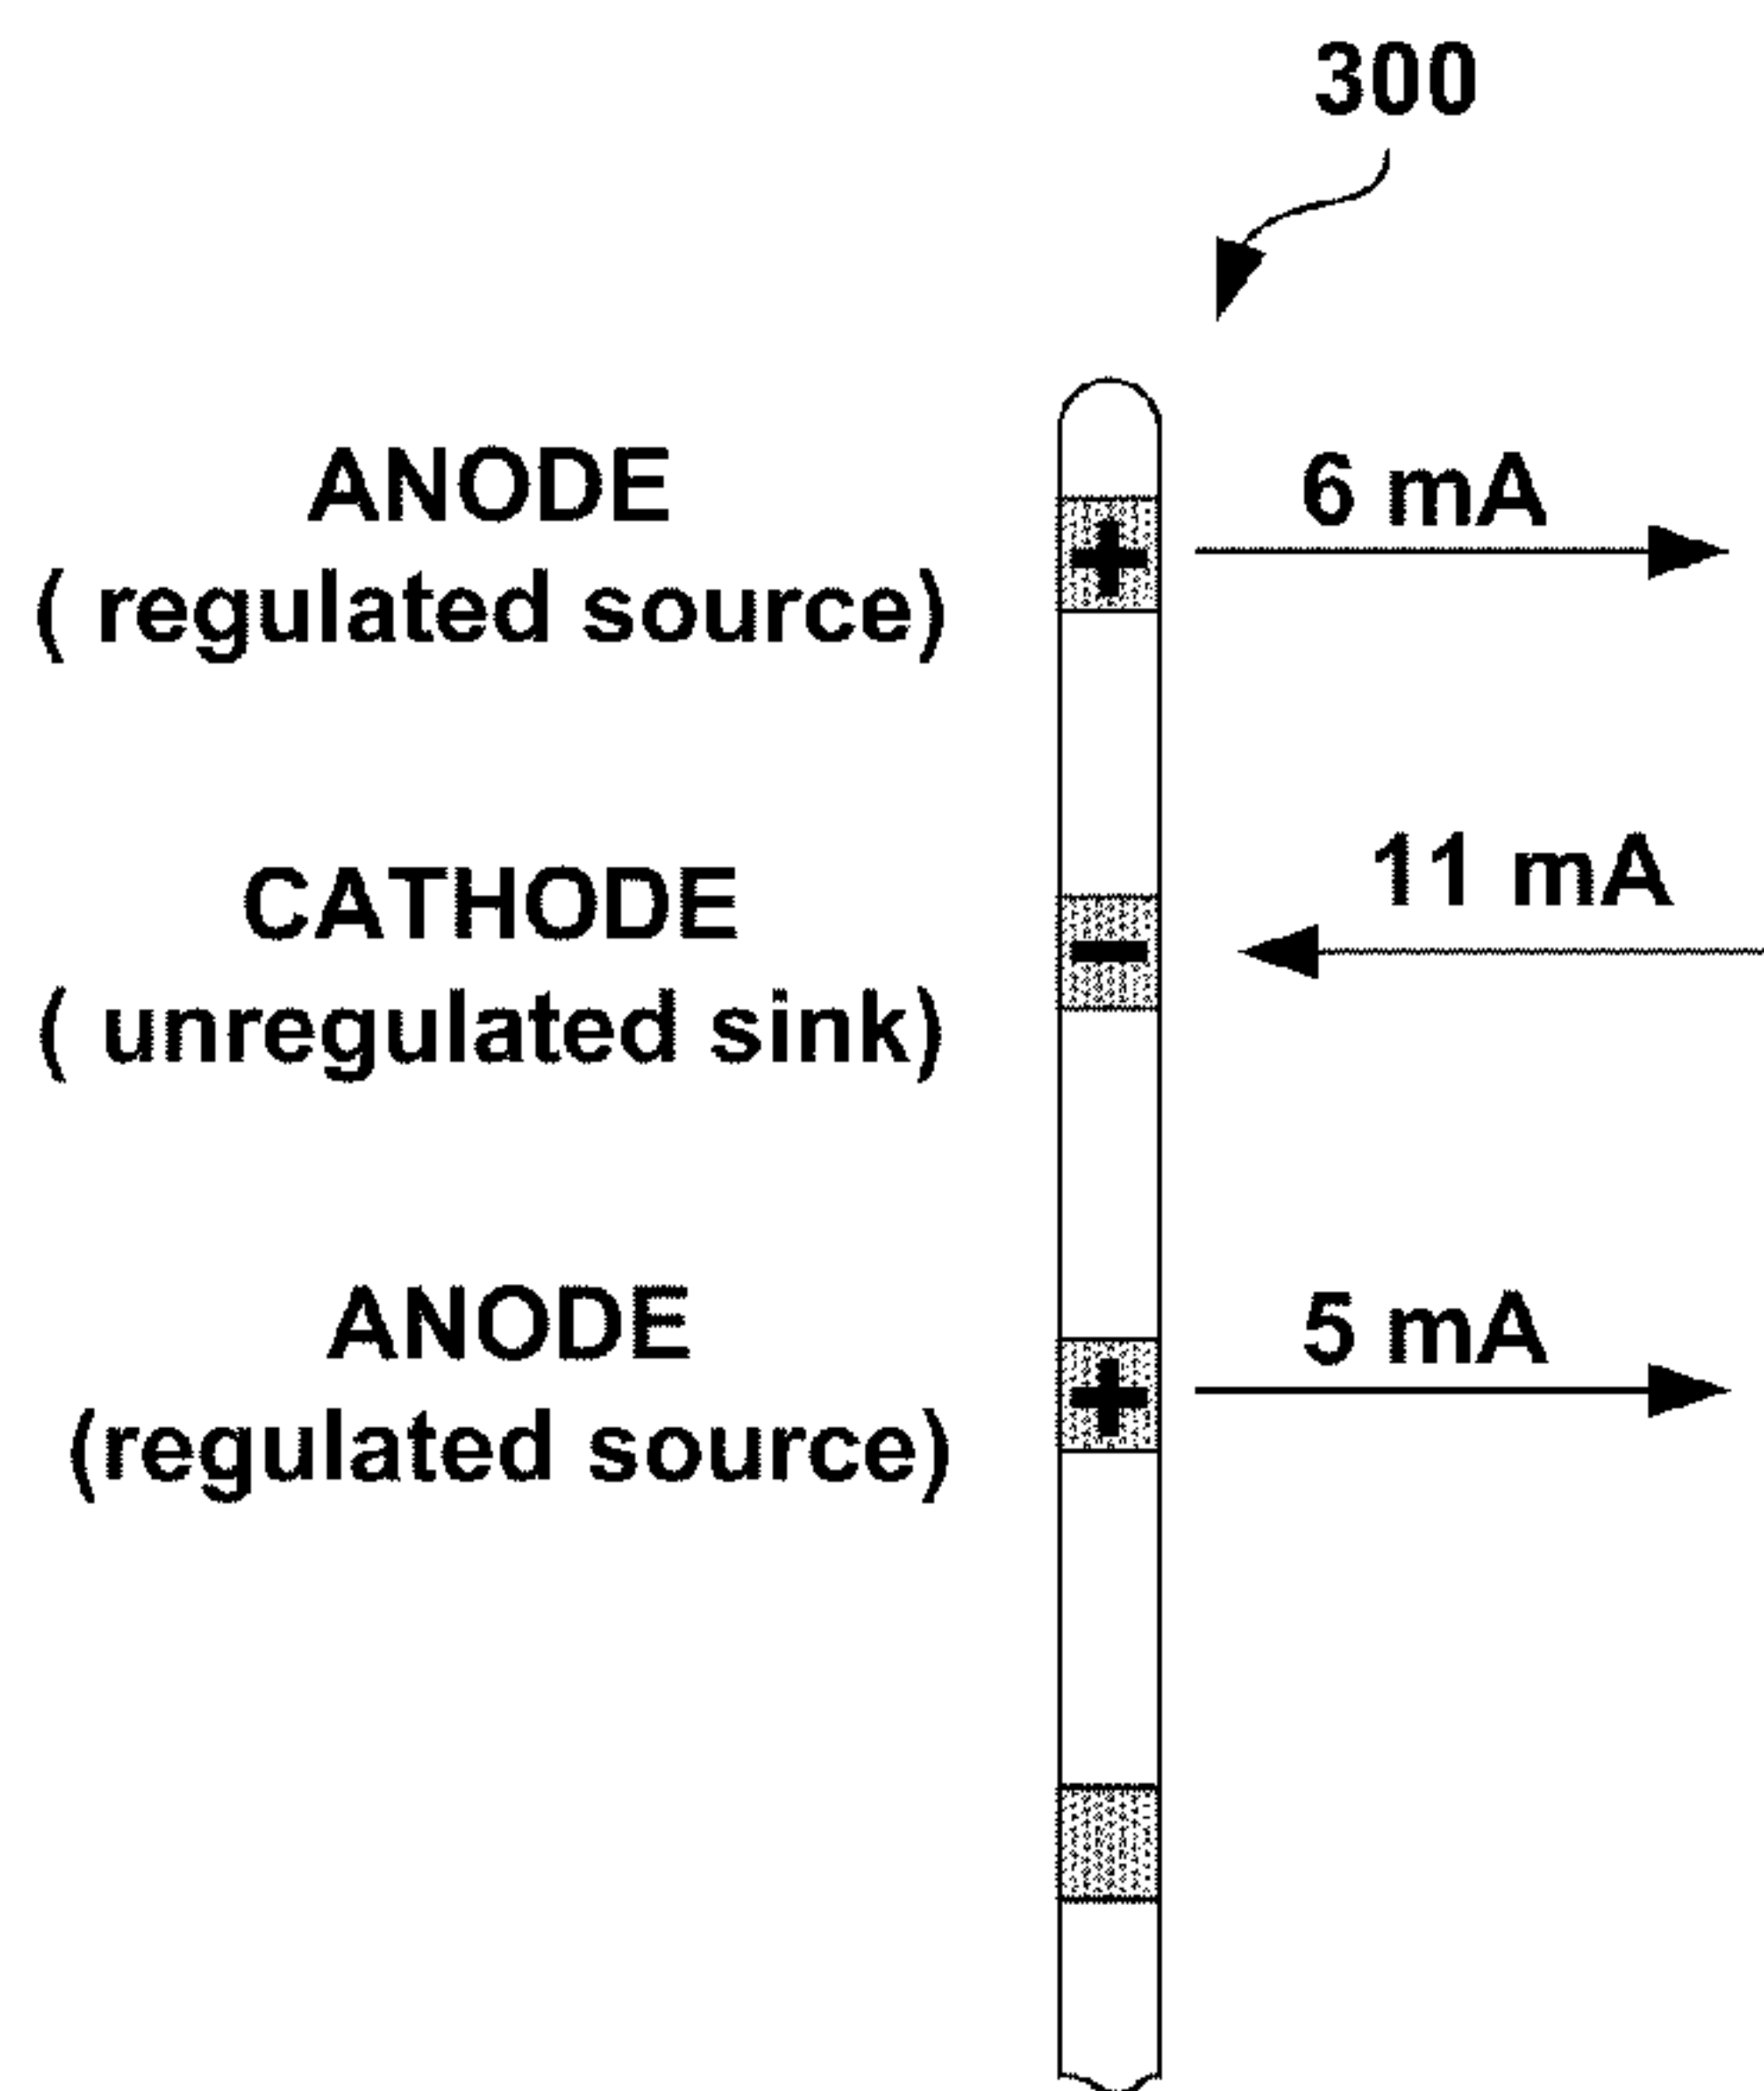 300
ANODE
( regulated source)
6 mA
+
CATHODE
( unregulated sink)
11 mA
-
ANODE
(regulated source)
5 mA
+